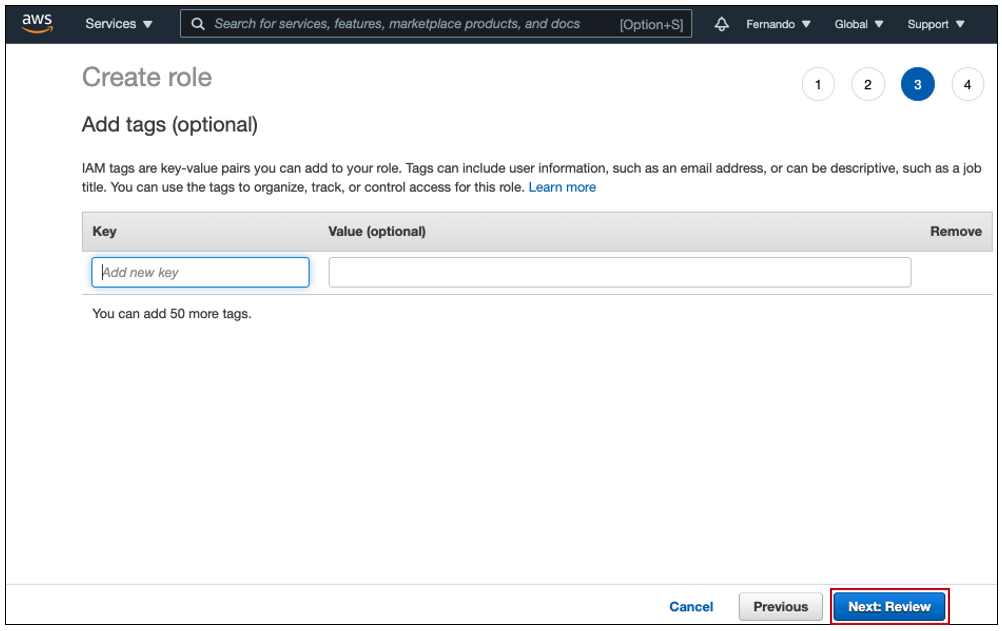 aws Services Search for services, features, marketplace products, and docs [Option+S] Fernando Global Support
Create role
1 2 3 4
Add tags (optional)
IAM tags are key-value pairs you can add to your role. Tags can include user information, such as an email address, or can be descriptive, such as a job
title. You can use the tags to organize, track, or control access for this role. Learn more
Key Value (optional) Remove
Add new key
You can add 50 more tags.
Cancel Previous Next: Review